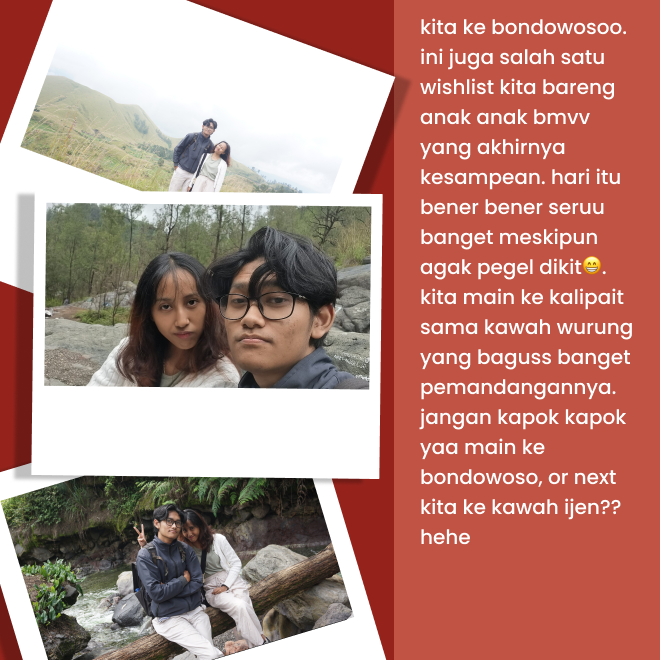 kita ke bondowosoo.
ini juga salah satu
wishlist kita bareng
anak anak bmvv
yang akhirnya
kesampean. hari itu
bener bener seruu
banget meskipun
agak pegel dikit😁.
kita main ke kalipait
sama kawah wurung
yang baguss banget
pemandangannya.
jangan kapok kapok
yaa main ke
bondowoso, or next
kita ke kawah ijen??
hehe